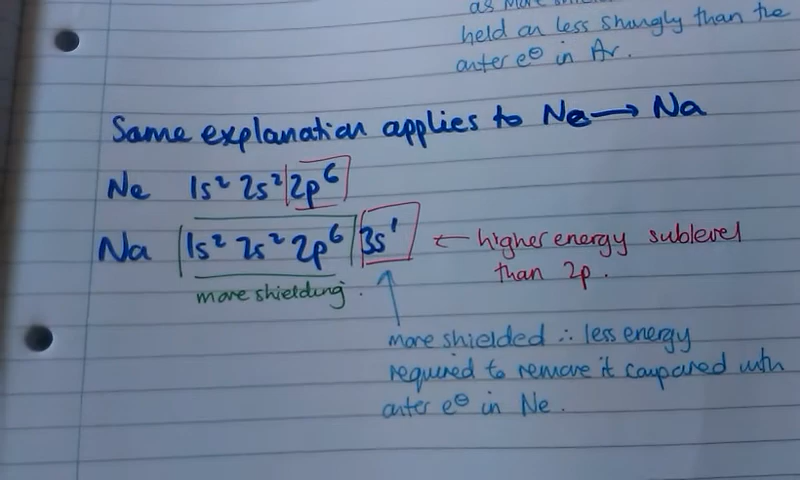 as more
held on less strongly than the
outer e⊖ in Ar.
Same explanation applies to Ne → Na
Ne 1s² 2s² 2p⁶
Na 1s² 2s² 2p⁶ 3s¹ ← higher energy sublevel
than 2p.
more shielding.
more shielded ∴ less energy
required to remove it compared with
outer e⊖ in Ne.